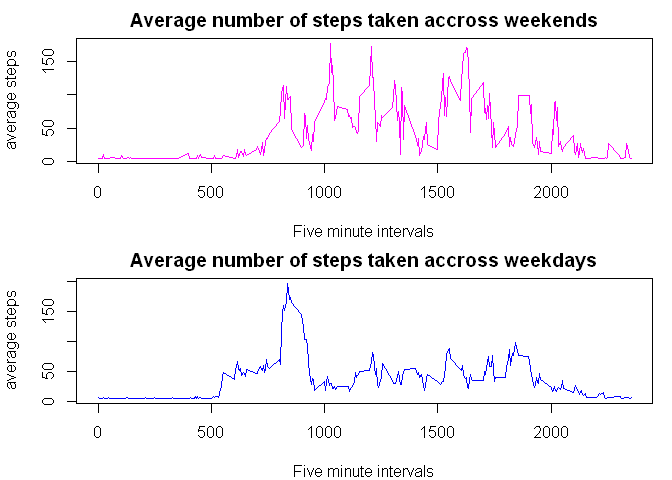 Average number of steps taken accross weekends
average steps
150
50
0
0 500 1000 1500 2000
Five minute intervals
Average number of steps taken accross weekdays
average steps
150
50
0
0 500 1000 1500 2000
Five minute intervals